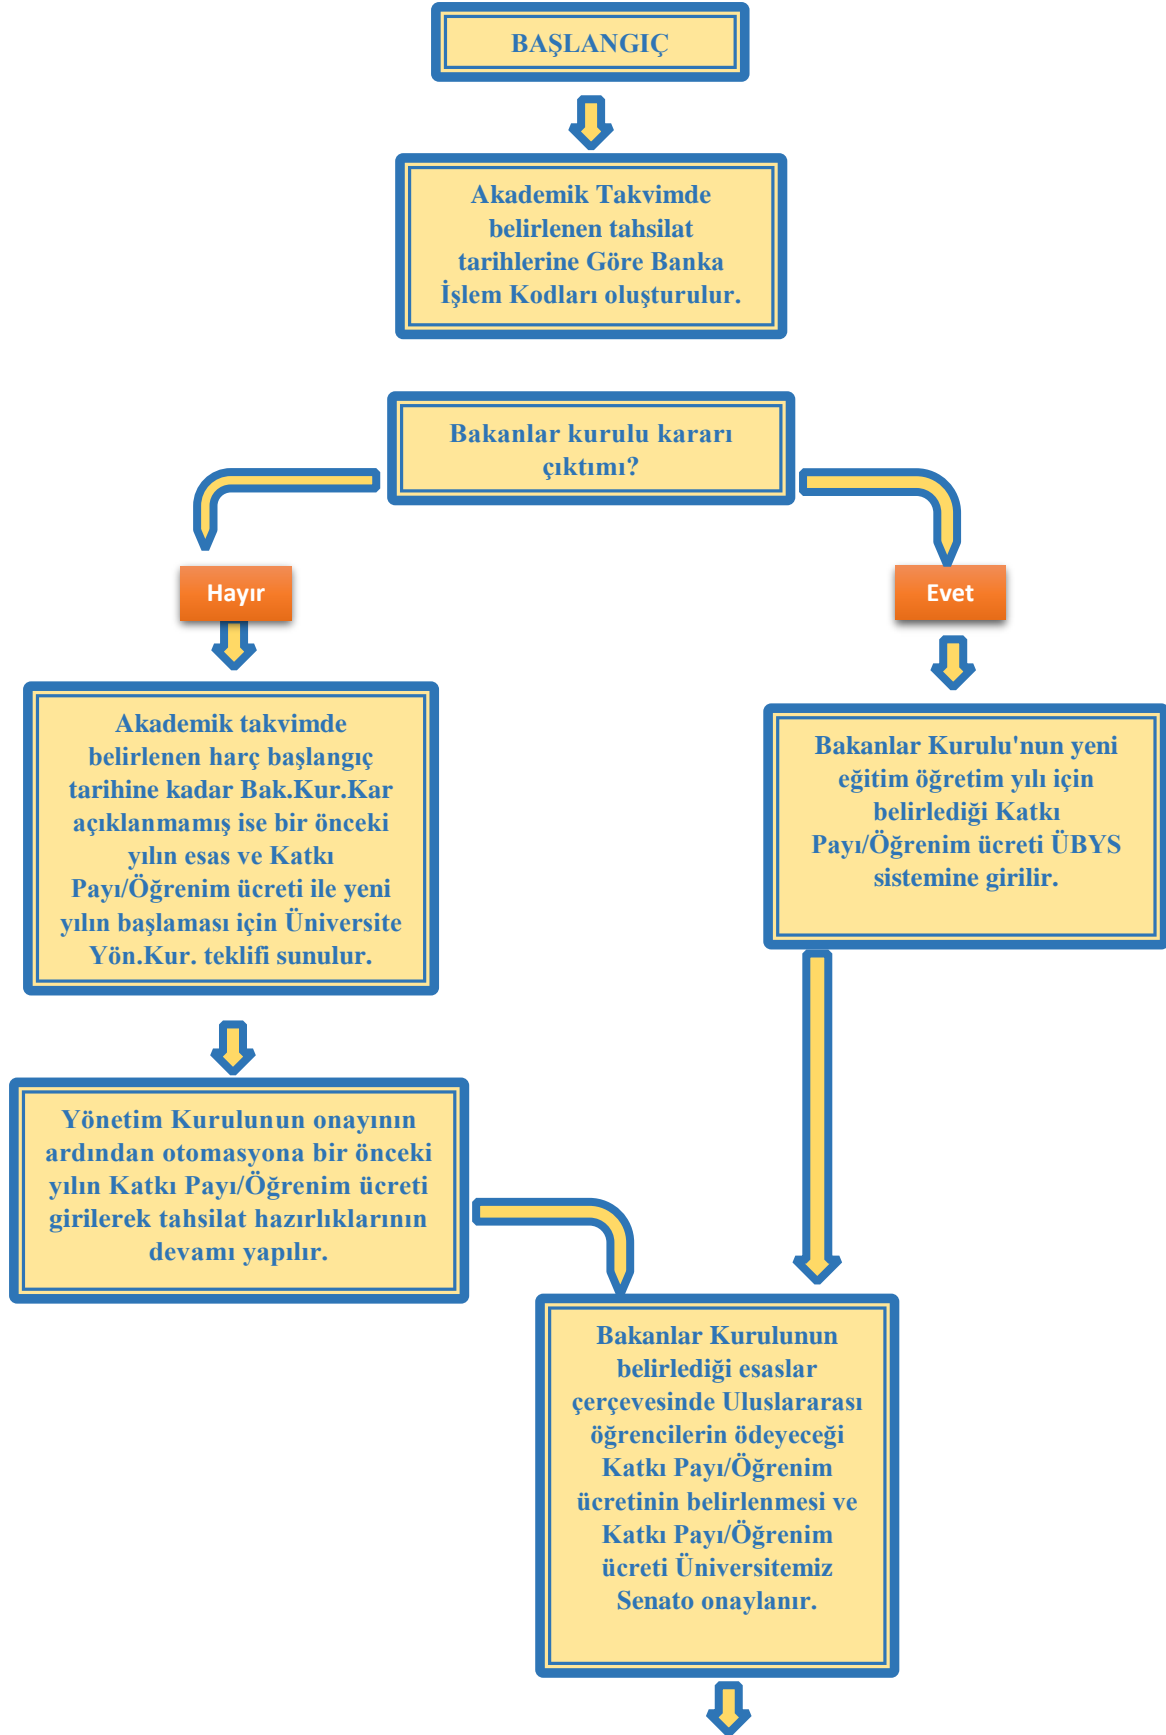 BAŞLANGIÇ
Akademik Takvimde
belirlenen tahsilat
tarihlerine Göre Banka
İşlem Kodları oluşturulur.
Bakanlar kurulu kararı
çıktımı?
Hayır
Evet
Akademik takvimde
belirlenen harç başlangıç
tarihine kadar Bak.Kur.Kar
açıklanmamış ise bir önceki
yılın esas ve Katkı
Payı/Öğrenim ücreti ile yeni
yılın başlaması için Üniversite
Yön.Kur. teklifi sunulur.
Bakanlar Kurulu'nun yeni
eğitim öğretim yılı için
belirlediği Katkı
Payı/Öğrenim ücreti ÜBYS
sistemine girilir.
Yönetim Kurulunun onayının
ardından otomasyona bir önceki
yılın Katkı Payı/Öğrenim ücreti
girilerek tahsilat hazırlıklarının
devamı yapılır.
Bakanlar Kurulunun
belirlediği esaslar
çerçevesinde Uluslararası
öğrencilerin ödeyeceği
Katkı Payı/Öğrenim
ücretinin belirlenmesi ve
Katkı Payı/Öğrenim
ücreti Üniversitemiz
Senato onaylanır.